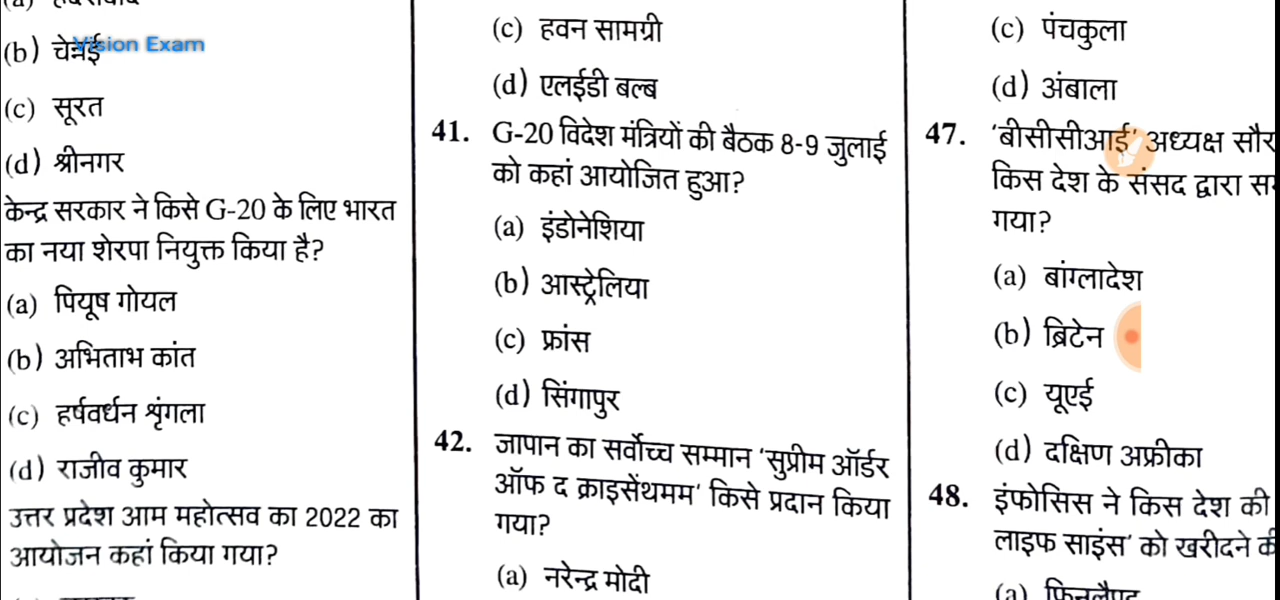 (b) चेन्नई
Vision Exam
(c) सूरत
(d) श्रीनगर
केन्द्र सरकार ने किसे G-20 के लिए भारत
का नया शेरपा नियुक्त किया है?
(a) पियूष गोयल
(b) अभिताभ कांत
(c) हर्षवर्धन श्रृंगला
(d) राजीव कुमार
उत्तर प्रदेश आम महोत्सव का 2022 का
आयोजन कहां किया गया?
(c) हवन सामग्री
(d) एलईडी बल्ब
41. G-20 विदेश मंत्रियों की बैठक 8-9 जुलाई
को कहां आयोजित हुआ?
(a) इंडोनेशिया
(b) आस्ट्रेलिया
(c) फ्रांस
(d) सिंगापुर
42. जापान का सर्वोच्च सम्मान ‘सुप्रीम ऑर्डर
ऑफ द क्राइसेंथमम’ किसे प्रदान किया
गया?
(a) नरेन्द्र मोदी
(c) पंचकुला
(d) अंबाला
47. ‘बीसीसीआई’ अध्यक्ष सौर
किस देश के संसद द्वारा
गया?
(a) बांग्लादेश
(b) ब्रिटेन
(c) यूएई
(d) दक्षिण अफ्रीका
48. इंफोसिस ने किस देश की
लाइफ साइंस’ को खरीदने
(a) फिनलैण्ड